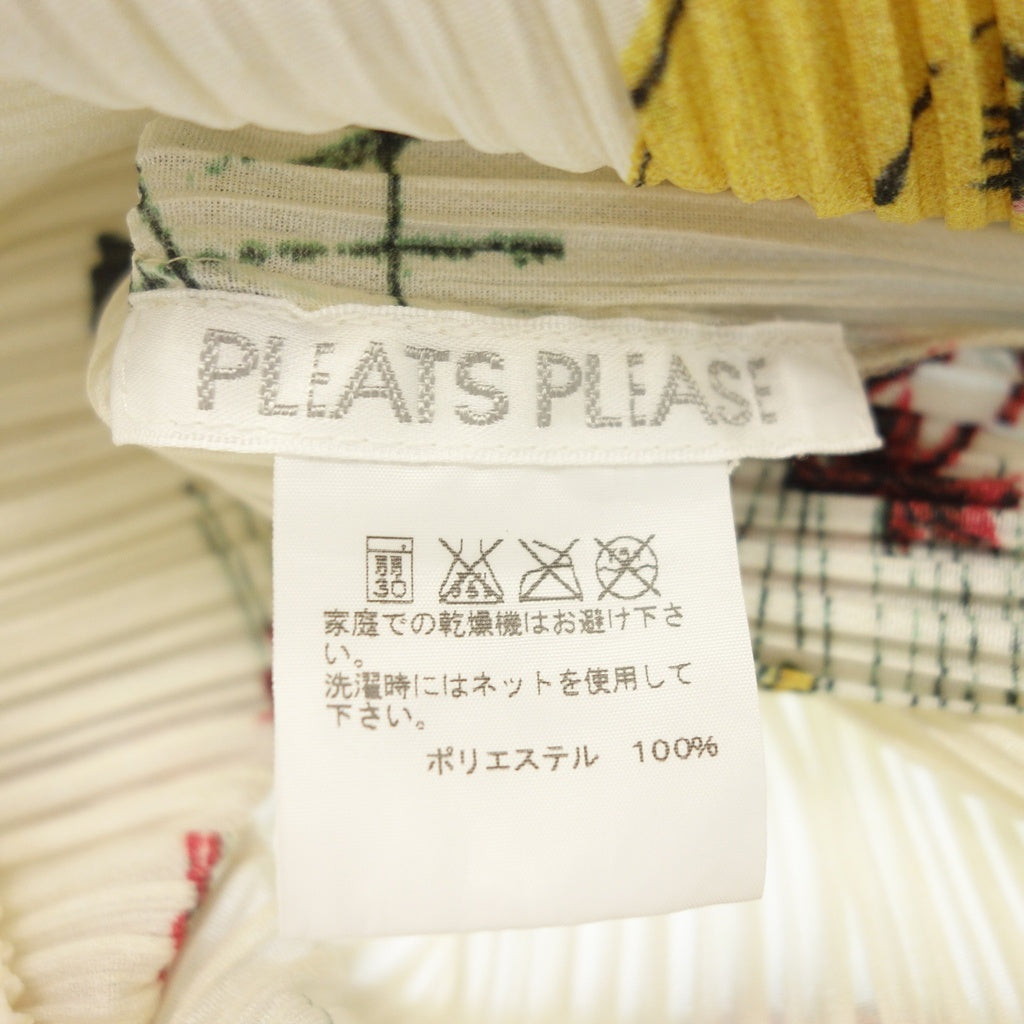 PLEATS PLEASE
弱 30
家庭での乾燥機はお避け下さ
い。
洗濯時にはネットを使用して
下さい。
ポリエステル 100%